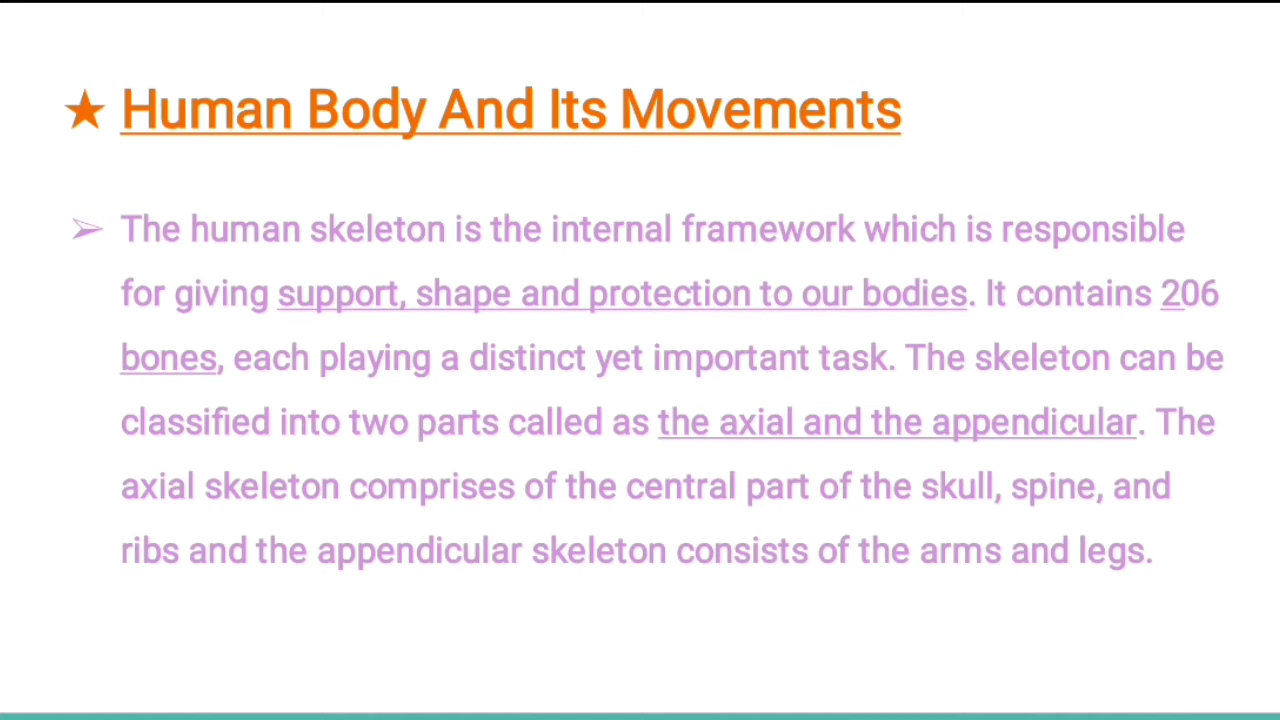 ★ Human Body And Its Movements
➢ The human skeleton is the internal framework which is responsible
for giving support, shape and protection to our bodies. It contains 206
bones, each playing a distinct yet important task. The skeleton can be
classified into two parts called as the axial and the appendicular. The
axial skeleton comprises of the central part of the skull, spine, and
ribs and the appendicular skeleton consists of the arms and legs.